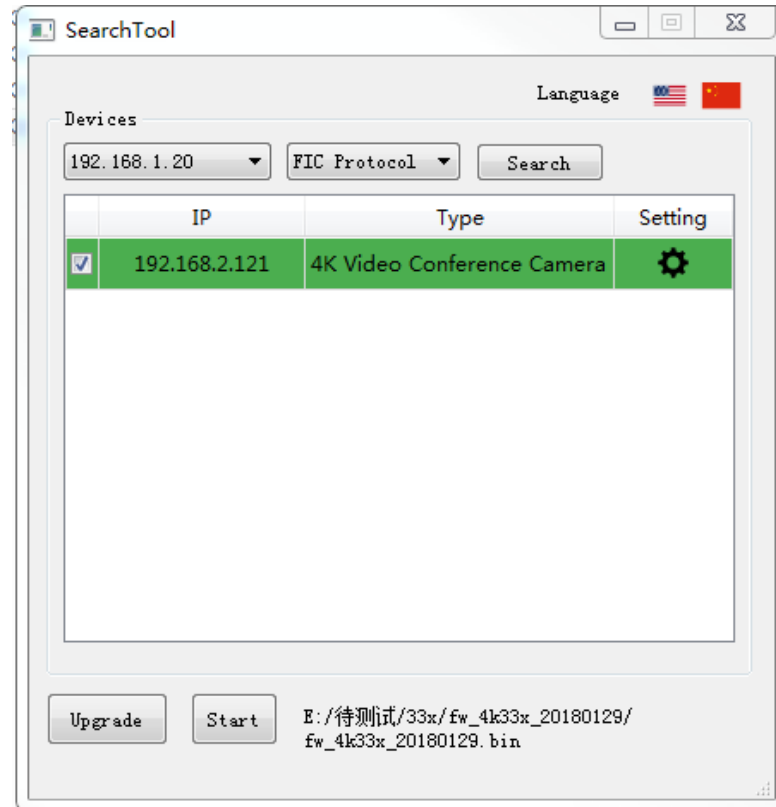 SearchTool
Language
Devices
192.168.1.20
FIC Protocol
Search
IP Type Setting
192.168.2.121 4K Video Conference Camera
Upgrade
Start
E:/待测试/33x/fw_4k33x_20180129/
fw_4k33x_20180129.bin